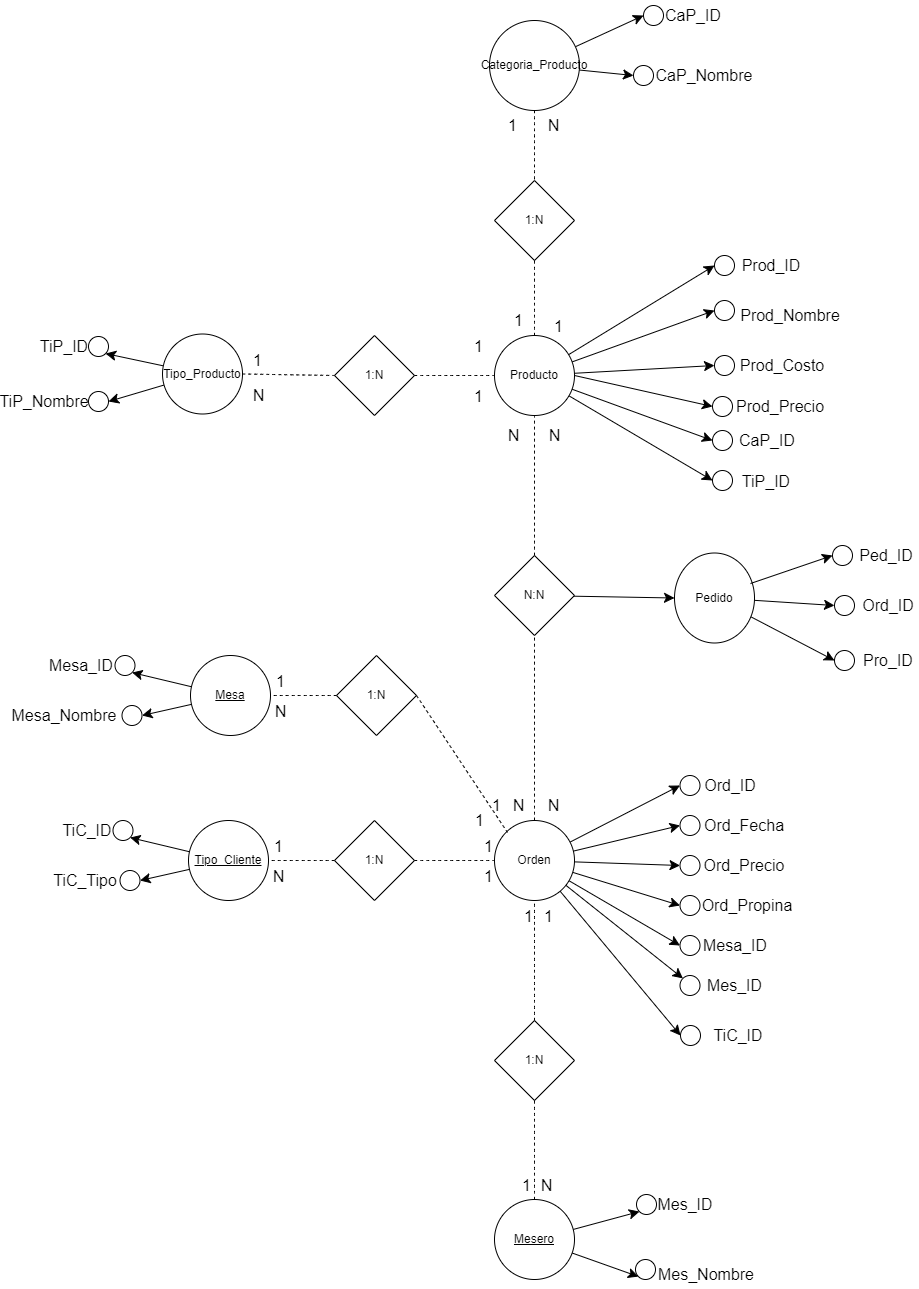 CaP_ID
Categoria_Producto
CaP_Nombre
1 N
1:N
Prod_ID
Prod_Nombre
1 1
TiP_ID
1
1
Prod_Costo
Tipo_Producto
1:N
Producto
TiP_Nombre
N
1
Prod_Precio
N N
CaP_ID
TiP_ID
Ped_ID
N:N
Pedido
Ord_ID
Pro_ID
Mesa_ID
1
Mesa
1:N
Mesa_Nombre
N
Ord_ID
1 N N
1
Ord_Fecha
TiC_ID
1
1
Tipo_Cliente
1:N
Orden
Ord_Precio
TiC_Tipo
N
1
Ord_Propina
1 1
Mesa_ID
Mes_ID
TiC_ID
1:N
1 N
Mes_ID
Mesero
Mes_Nombre